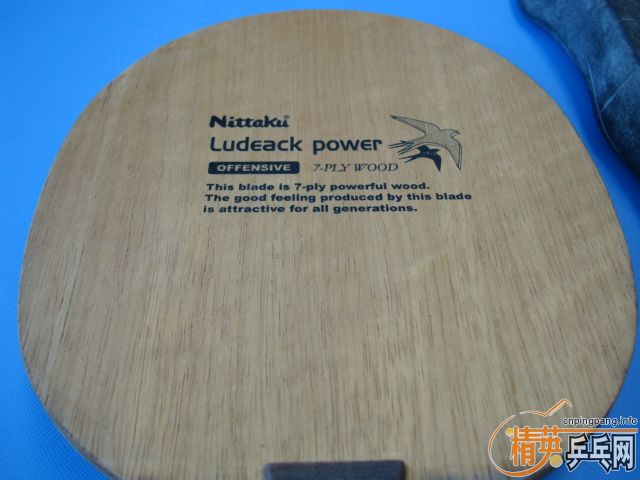 Nittaku®
Ludeack power
OFFENSIVE 7-PLY WOOD
This blade is 7-ply powerful wood.
The good feeling produced by this blade
is attractive for all generations.
cnpingpang.info
精英乒乓网